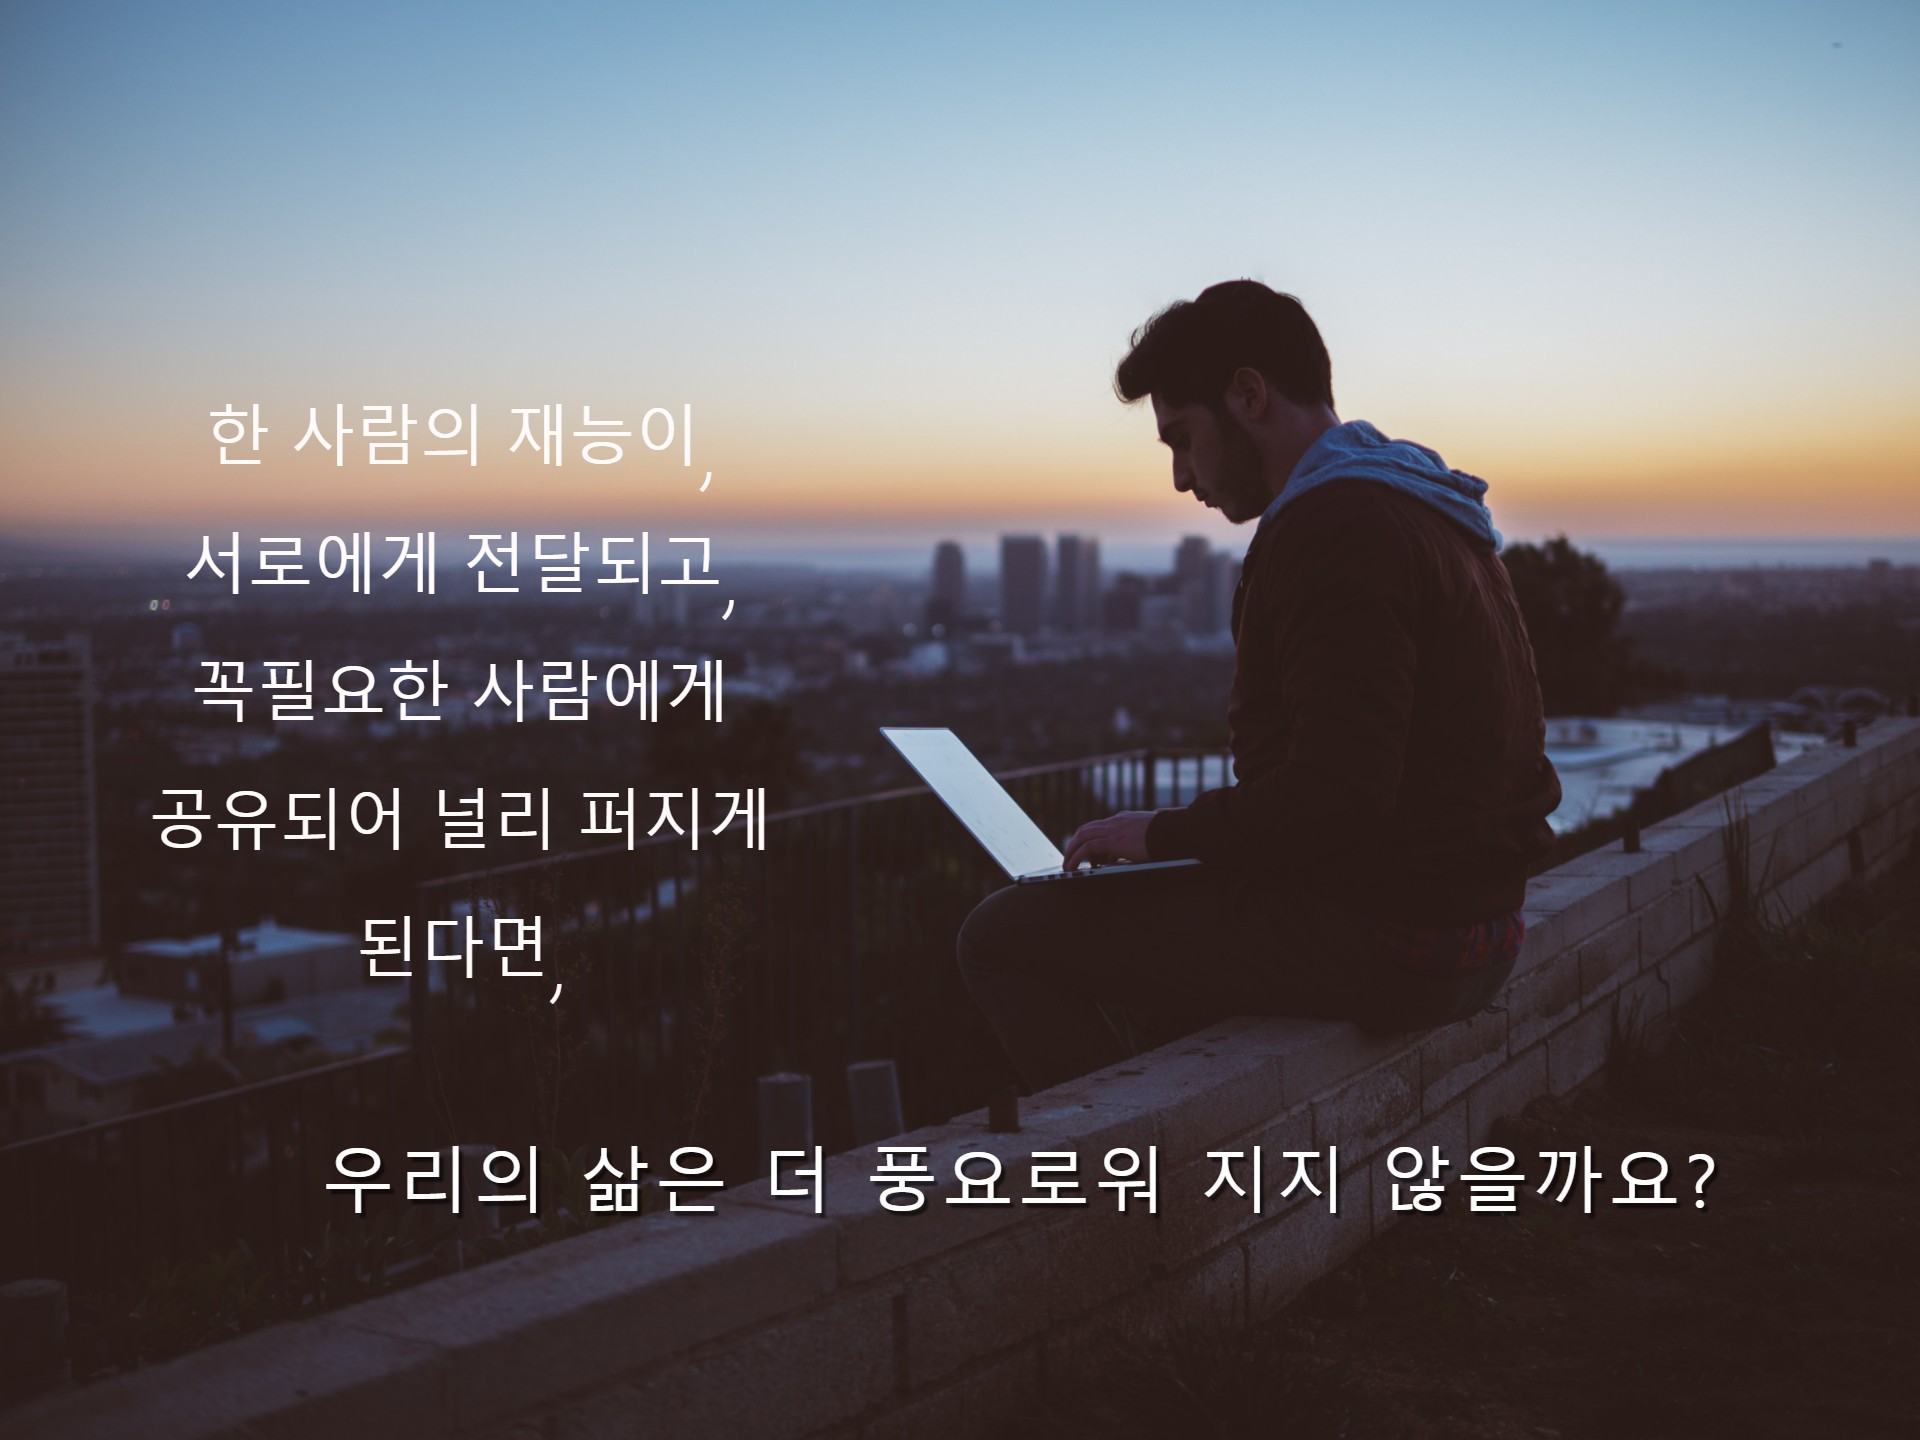 한 사람의 재능이,
서로에게 전달되고,
꼭필요한 사람에게
공유되어 널리 퍼지게
된다면,
우리의 삶은 더 풍요로워 지지 않을까요?